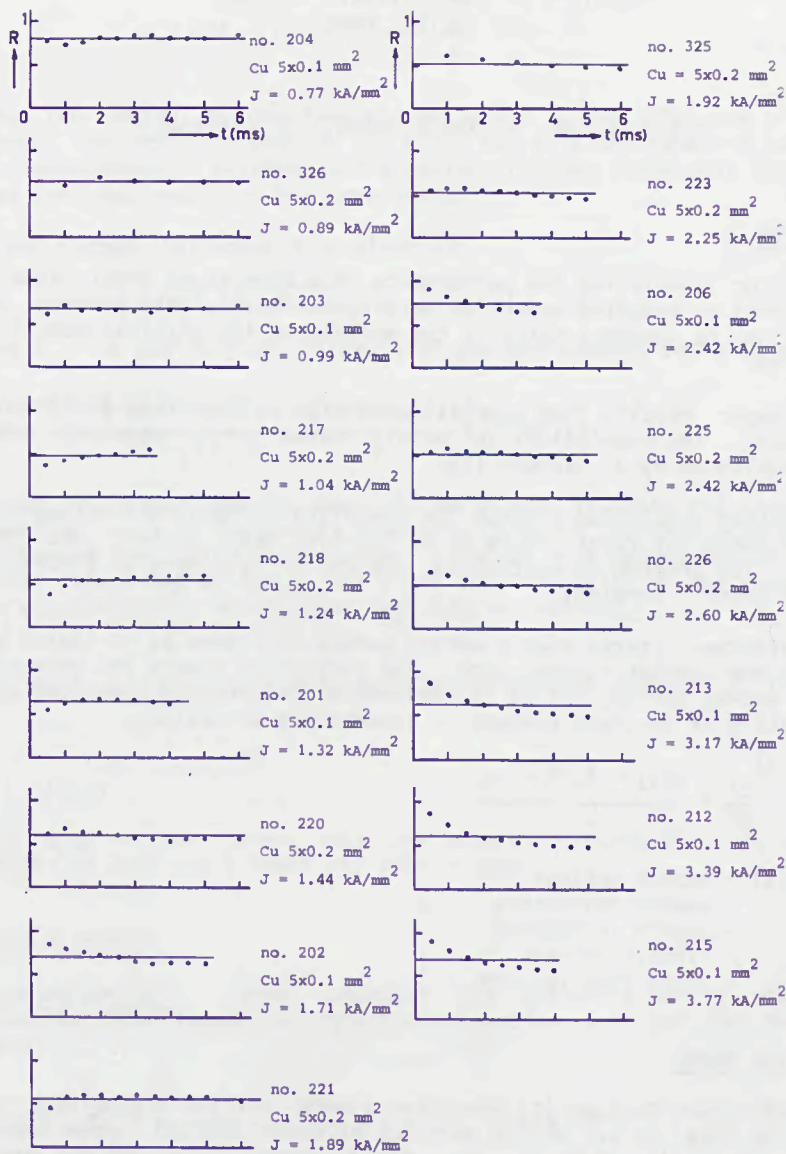 1
R
no. 204
Cu 5x0.1 mm²
J = 0.77 kA/mm²
0 1 2 3 4 5 6
t(ms)
no. 326
Cu 5x0.2 mm²
J = 0.89 kA/mm²
no. 203
Cu 5x0.1 mm²
J = 0.99 kA/mm²
no. 217
Cu 5x0.2 mm²
J = 1.04 kA/mm²
no. 218
Cu 5x0.2 mm²
J = 1.24 kA/mm²
no. 201
Cu 5x0.1 mm²
J = 1.32 kA/mm²
no. 220
Cu 5x0.2 mm²
J = 1.44 kA/mm²
no. 202
Cu 5x0.1 mm²
J = 1.71 kA/mm²
no. 221
Cu 5x0.2 mm²
J = 1.89 kA/mm²
1
R
no. 325
Cu = 5x0.2 mm²
J = 1.92 kA/mm²
0 1 2 3 4 5 6
t(ms)
no. 223
Cu 5x0.2 mm²
J = 2.25 kA/mm²
no. 206
Cu 5x0.1 mm²
J = 2.42 kA/mm²
no. 225
Cu 5x0.2 mm²
J = 2.42 kA/mm²
no. 226
Cu 5x0.2 mm²
J = 2.60 kA/mm²
no. 213
Cu 5x0.1 mm²
J = 3.17 kA/mm²
no. 212
Cu 5x0.1 mm²
J = 3.39 kA/mm²
no. 215
Cu 5x0.1 mm²
J = 3.77 kA/mm²